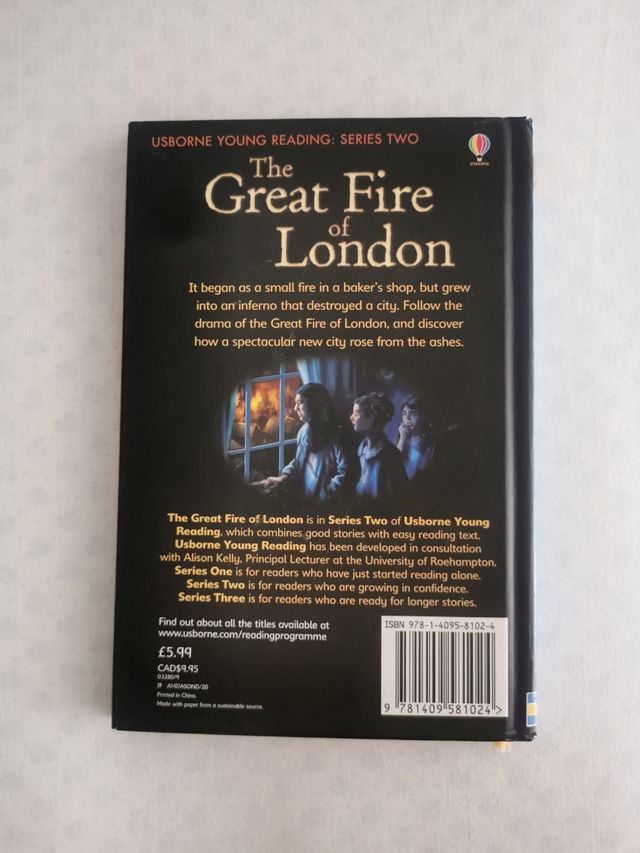 USBORNE YOUNG READING: SERIES TWO
USBORNE
The
Great Fire
of
London
It began as a small fire in a baker's shop, but grew
into an inferno that destroyed a city. Follow the
drama of the Great Fire of London, and discover
how a spectacular new city rose from the ashes.
The Great Fire of London is in Series Two of Usborne Young
Reading, which combines good stories with easy reading text.
Usborne Young Reading has been developed in consultation
with Alison Kelly, Principal Lecturer at the University of Roehampton.
Series One is for readers who have just started reading alone.
Series Two is for readers who are growing in confidence.
Series Three is for readers who are ready for longer stories.
Find out about all the titles available at
www.usborne.com/readingprogramme
£5.99
CAD$9.95
03280/9
JF AMJJASOND/20
Printed in China.
Made with paper from a sustainable source.
ISBN 978-1-4095-8102-4
9 781409 581024 >